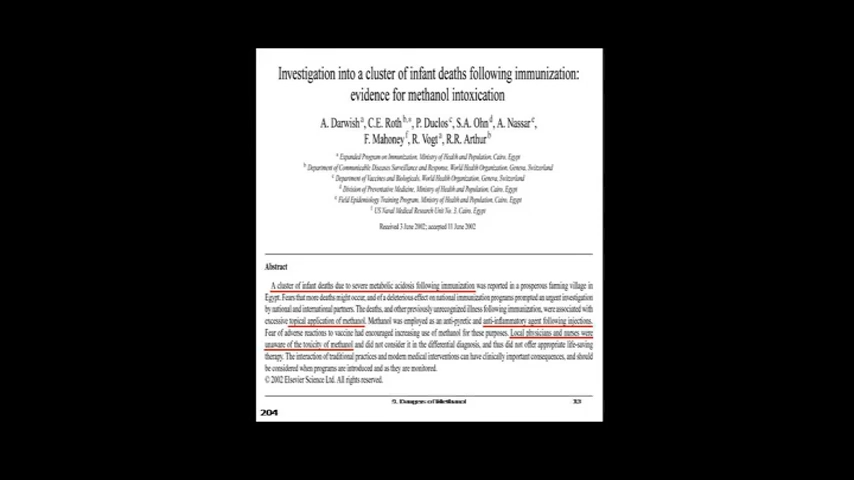 Investigation into a cluster of infant deaths following immunization:
evidence for methanol intoxication
A. Darwish a, C.E. Roth b,*, P. Duclos c, S.A. Ohn d, A. Nassar e,
F. Mahoney f, R. Vogt a, R.R. Arthur b
a Expanded Program on Immunization, Ministry of Health and Population, Cairo, Egypt
b Department of Communicable Diseases Surveillance and Response, World Health Organization, Geneva, Switzerland
c Department of Vaccines and Biologicals, World Health Organization, Geneva, Switzerland
d Division of Preventative Medicine, Ministry of Health and Population, Cairo, Egypt
e Field Epidemiology Training Program, Ministry of Health and Population, Cairo, Egypt
f US Naval Medical Research Unit No. 3, Cairo, Egypt
Received 3 June 2002; accepted 11 June 2002
Abstract
A cluster of infant deaths due to severe metabolic acidosis following immunization was reported in a prosperous farming village in
Egypt. Fears that more deaths might occur, and of a deleterious effect on national immunization programs prompted an urgent investigation
by national and international partners. The deaths, and other previously unrecognized illness following immunization, were associated with
excessive topical application of methanol. Methanol was employed as an anti-pyretic and anti-inflammatory agent following injections.
Fear of adverse reactions to vaccine had encouraged increasing use of methanol for these purposes. Local physicians and nurses were
unaware of the toxicity of methanol and did not consider it in the differential diagnosis, and thus did not offer appropriate life-saving
therapy. The interaction of traditional practices and modern medical interventions can have clinically important consequences, and should
be considered when programs are introduced and as they are monitored.
© 2002 Elsevier Science Ltd. All rights reserved.
Dangers of Methanol
204